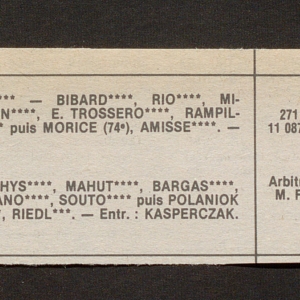 *** — BIBARD****, RIO****, MI-
N****, E. TROSSERO****, RAMPIL-
* puis MORICE (74e), AMISSE****. —
HYS****, MAHUT****, BARGAS****,
ANO****, SOUTO**** puis POLANIOK
, RIEDL***. — Entr. : KASPERCZAK.
271
11 087
Arbit
M. F